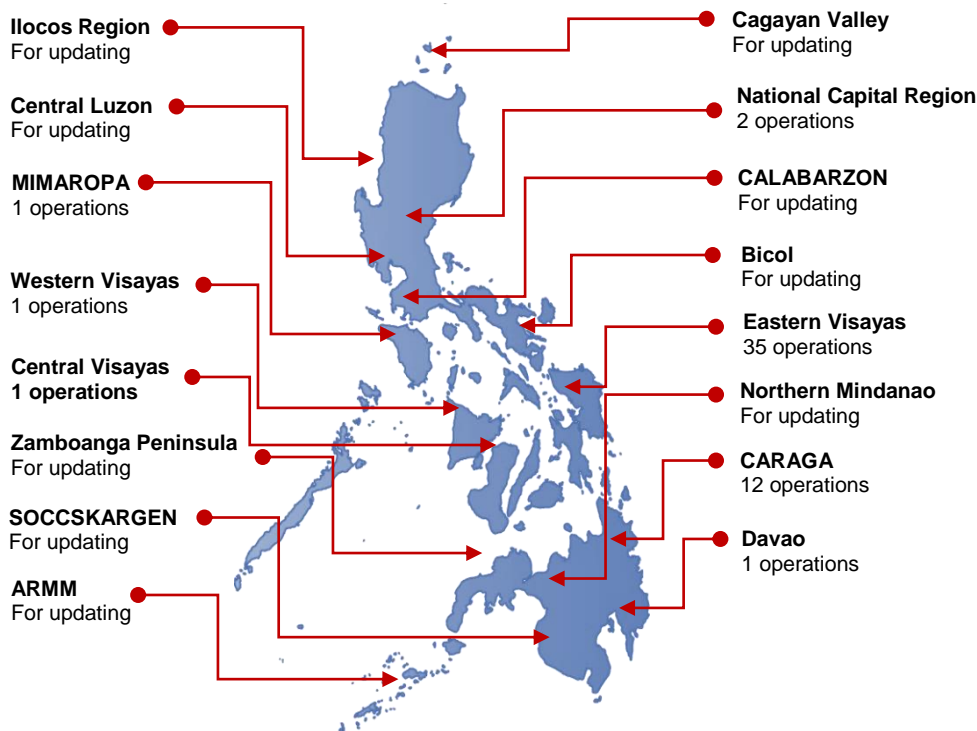 Ilocos Region
For updating
Central Luzon
For updating
MIMAROPA
1 operations
Western Visayas
1 operations
Central Visayas
1 operations
Zamboanga Peninsula
For updating
SOCCSKARGEN
For updating
ARMM
For updating
Cagayan Valley
For updating
National Capital Region
2 operations
CALABARZON
For updating
Bicol
For updating
Eastern Visayas
35 operations
Northern Mindanao
For updating
CARAGA
12 operations
Davao
1 operations